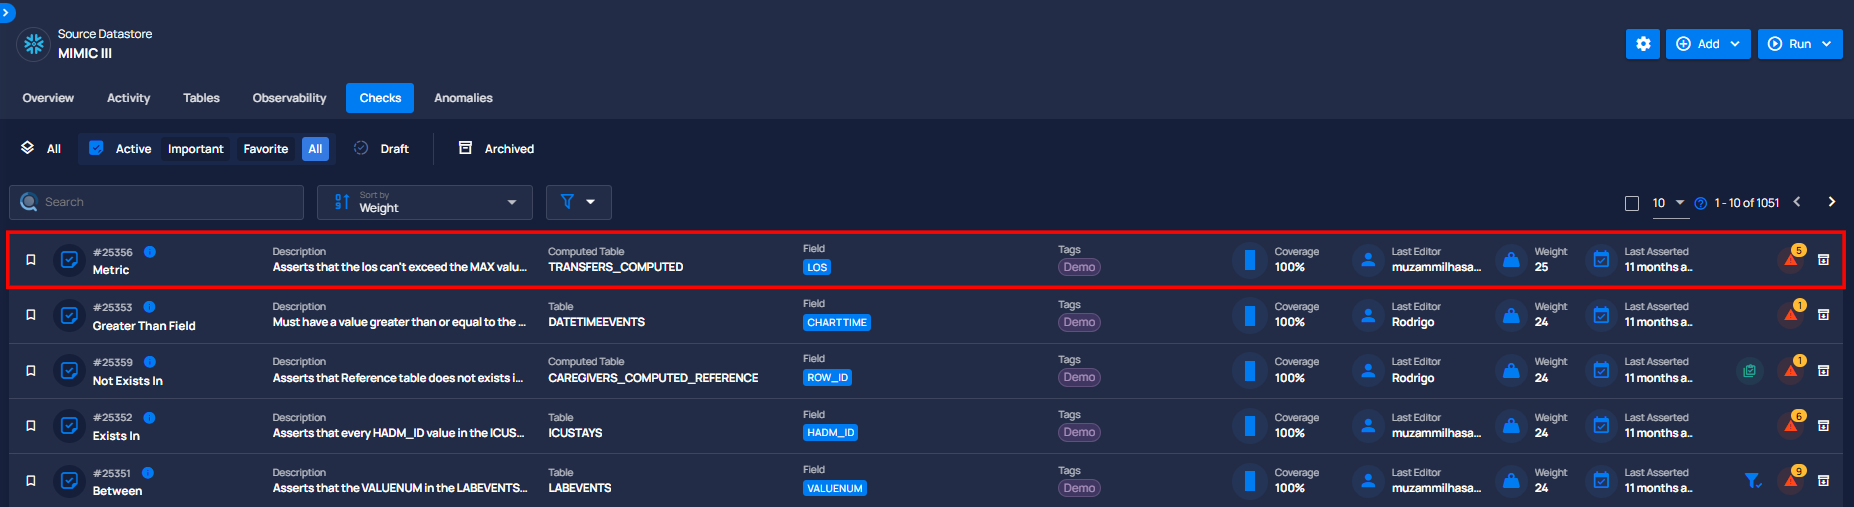 Source Datastore
MIMIC III
Add
Run
Overview Activity Tables Observability Checks Anomalies
All Active Important Favorite All Draft Archived
Search
Sort by
Weight
10 1 - 10 of 1051
#25356 Description Computed Table Field Tags Coverage Last Editor Weight Last Asserted 5
Metric Asserts that the los can't exceed the MAX valu... TRANSFERS_COMPUTED LOS Demo 100% muzammilhasa... 25 11 months a..
#25353 Description Table Field Tags Coverage Last Editor Weight Last Asserted 1
Greater Than Field Must have a value greater than or equal to the ... DATETIMEEVENTS CHARTTIME Demo 100% Rodrigo 24 11 months a..
#25359 Description Computed Table Field Tags Coverage Last Editor Weight Last Asserted 1
Not Exists In Asserts that Reference table does not exists i... CAREGIVERS_COMPUTED_REFERENCE ROW_ID Demo 100% Rodrigo 24 11 months a..
#25352 Description Table Field Tags Coverage Last Editor Weight Last Asserted 6
Exists In Asserts that every HADM_ID value in the ICUS... ICUSTAYS HADM_ID Demo 100% muzammilhasa... 24 11 months a..
#25351 Description Table Field Tags Coverage Last Editor Weight Last Asserted 9
Between Asserts that the VALUENUM in the LABEVENTS... LABEVENTS VALUENUM Demo 100% muzammilhasa... 24 11 months a..